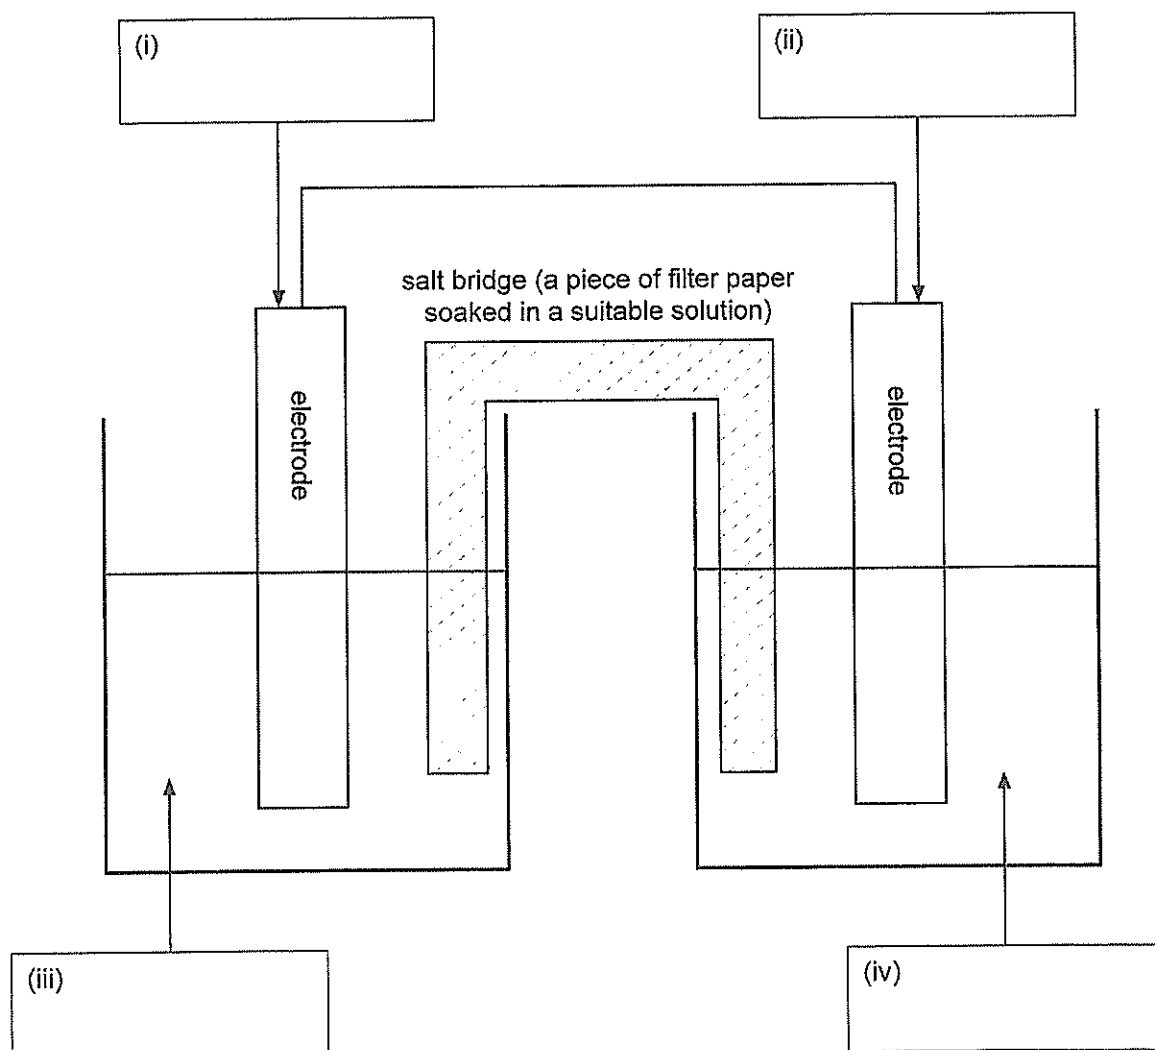 (i)
(ii)
salt bridge (a piece of filter paper
soaked in a suitable solution)
electrode
electrode
(iii)
(iv)